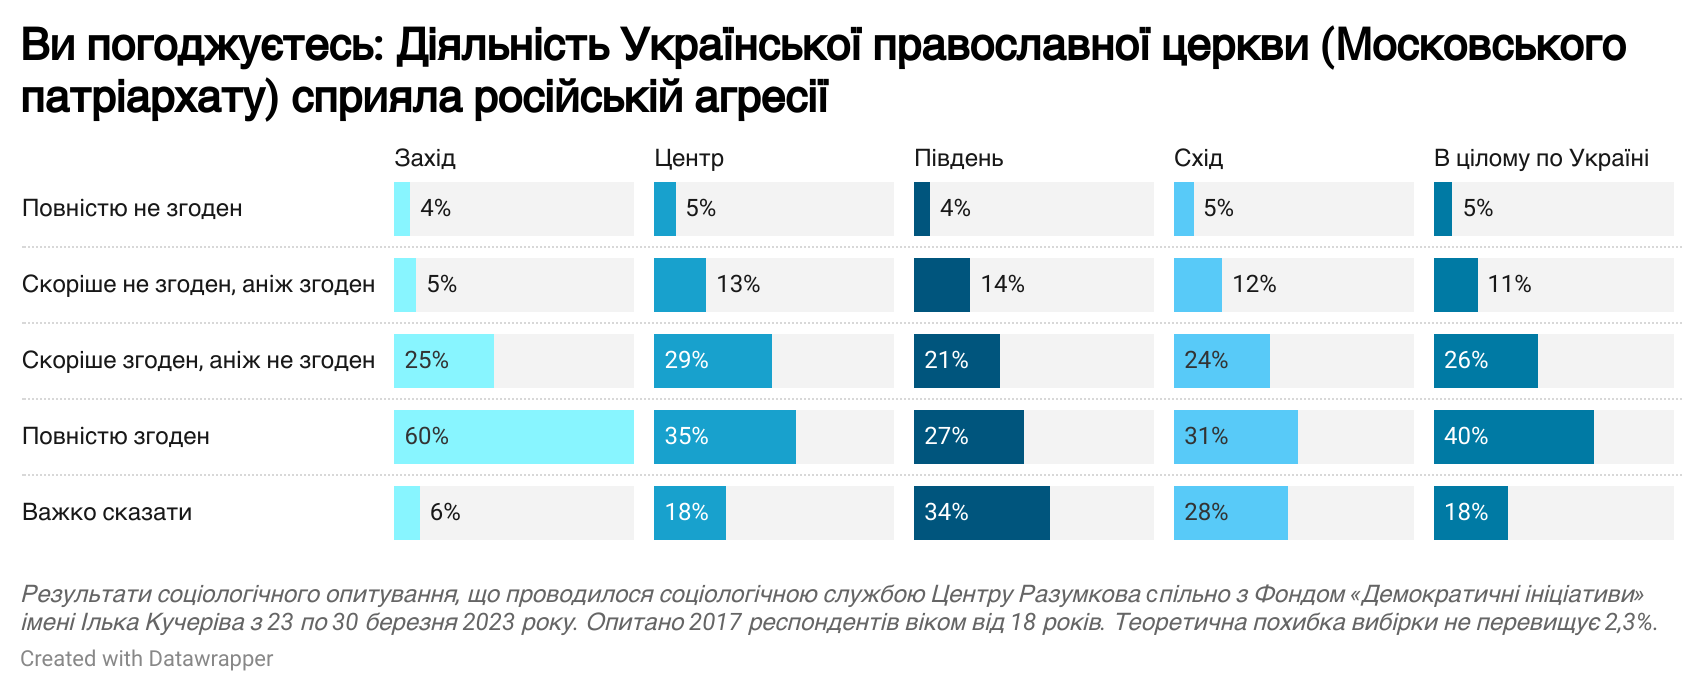 Ви погоджуєтесь: Діяльність Української православної церкви (Московського
патріархату) сприяла російській агресії
Захід Центр Південь Схід В цілому по Україні
Повністю не згоден 4% 5% 4% 5% 5%
Скоріше не згоден, аніж згоден 5% 13% 14% 12% 11%
Скоріше згоден, аніж не згоден 25% 29% 21% 24% 26%
Повністю згоден 60% 35% 27% 31% 40%
Важко сказати 6% 18% 34% 28% 18%
Результати соціологічного опитування, що проводилося соціологічною службою Центру Разумкова спільно з Фондом «Демократичні ініціативи»
імені Ілька Кучеріва з 23 по 30 березня 2023 року. Опитано 2017 респондентів віком від 18 років. Теоретична похибка вибірки не перевищує 2,3%.
Created with Datawrapper